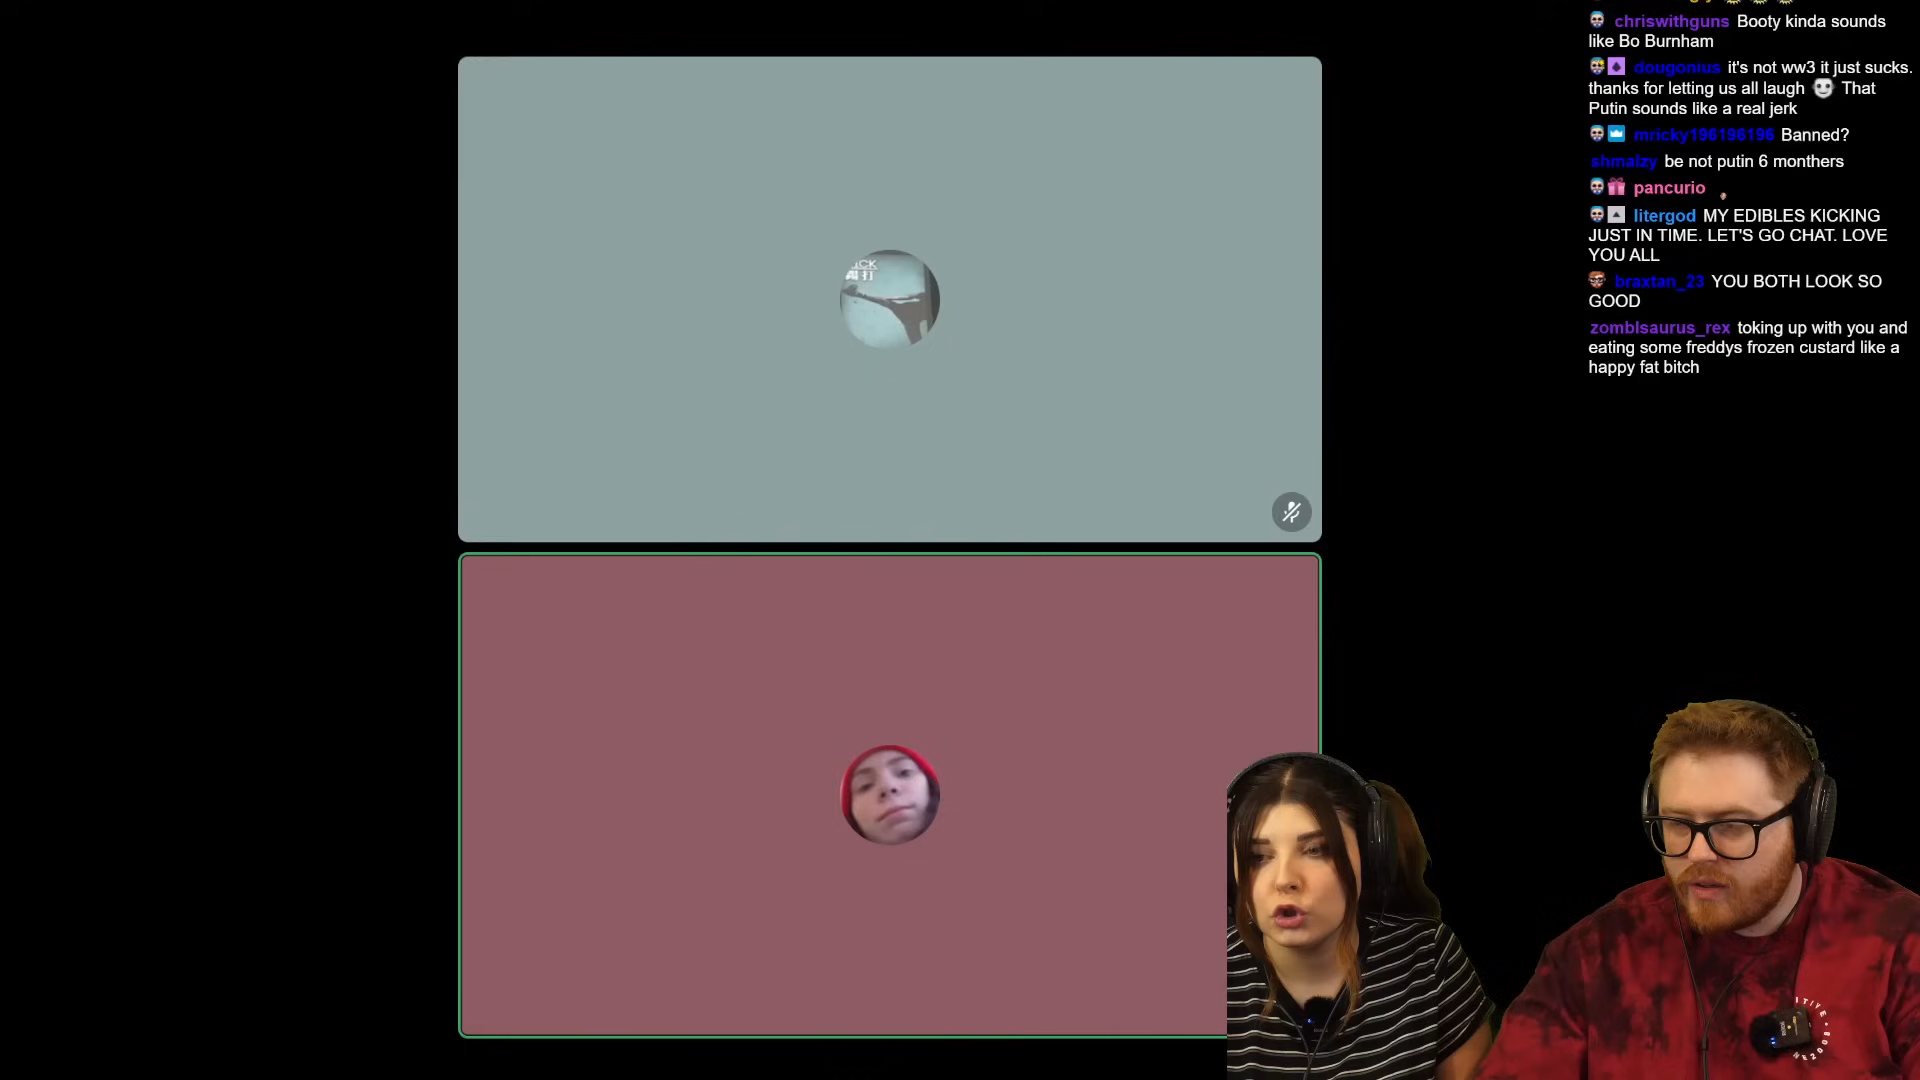 chriswithguns Booty kinda sounds
like Bo Burnham
dougonius it's not ww3 it just sucks.
thanks for letting us all laugh That
Putin sounds like a real jerk
mricky196196196 Banned?
shmalzy be not putin 6 monthers
pancurio
litergod MY EDIBLES KICKING
JUST IN TIME. LET'S GO CHAT. LOVE
YOU ALL
braxtan_23 YOU BOTH LOOK SO
GOOD
zomblsaurus_rex toking up with you and
eating some freddys frozen custard like a
happy fat bitch